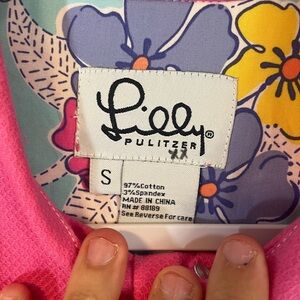 Lilly®
PULITZER
S
97% Cotton
3% Spandex
MADE IN CHINA
RN # 88189
See Reverse For care